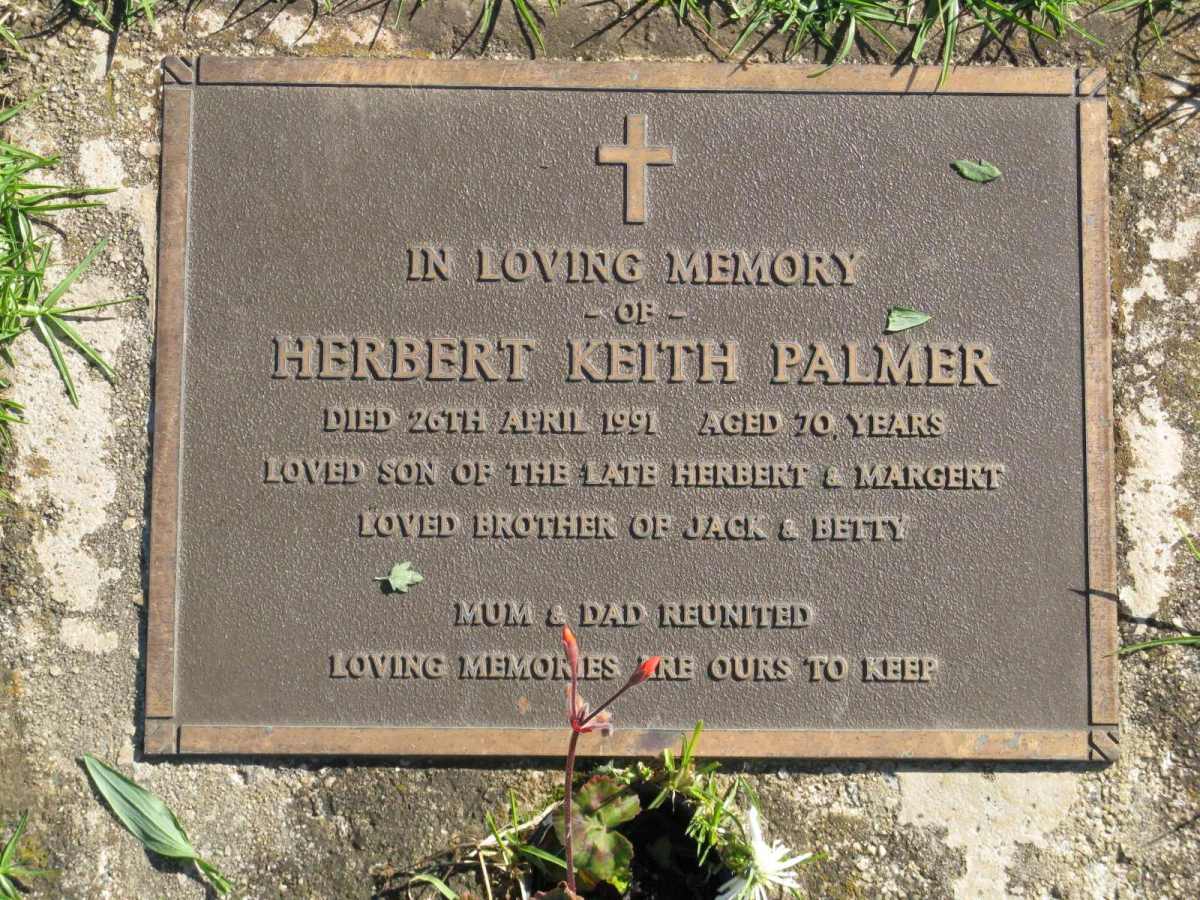 IN LOVING MEMORY
- OF -
HERBERT KEITH PALMER
DIED 26TH APRIL 1991 AGED 70 YEARS
LOVED SON OF THE LATE HERBERT & MARGERT
LOVED BROTHER OF JACK & BETTY
MUM & DAD REUNITED
LOVING MEMORIES ARE OURS TO KEEP